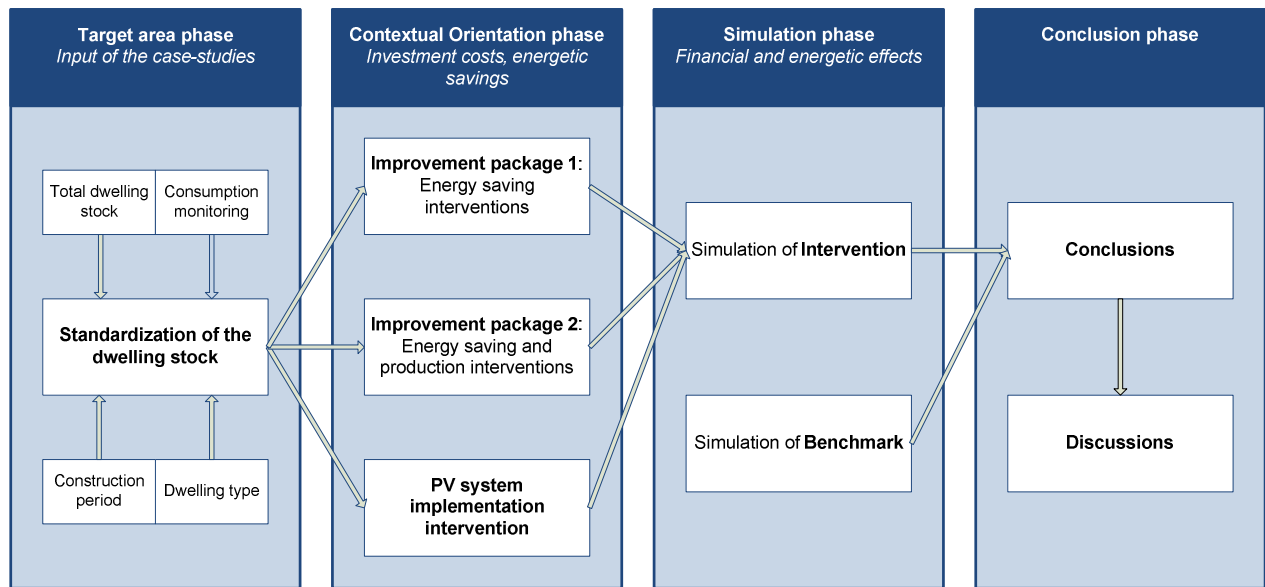 Target area phase
Input of the case-studies
Total dwelling
stock
Consumption
monitoring
Standardization of the
dwelling stock
Construction
period
Dwelling type
Contextual Orientation phase
Investment costs, energetic
savings
Improvement package 1:
Energy saving
interventions
Improvement package 2:
Energy saving and
production interventions
PV system
implementation
intervention
Simulation phase
Financial and energetic effects
Simulation of Intervention
Simulation of Benchmark
Conclusion phase
Conclusions
Discussions